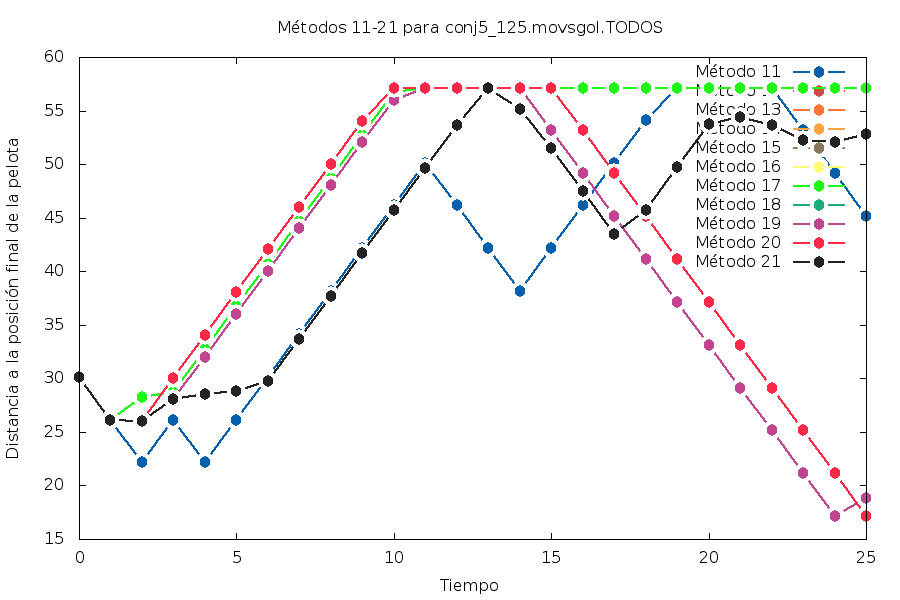 Métodos 11-21 para conj5_125.movsgol.TODOS
Distancia a la posición final de la pelota
60
55
50
45
40
35
30
25
20
15
0
5
10
15
20
25
Tiempo
Método 11
Método 13
Método
Método 15
Método 16
Método 17
Método 18
Método 19
Método 20
Método 21